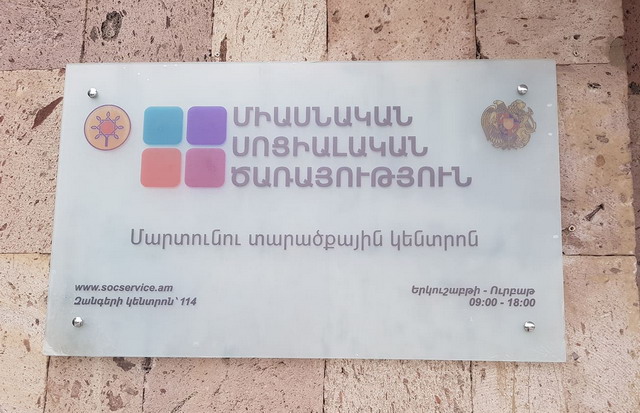 ՄԻԱՍՆԱԿԱՆ
ՍՈՑԻԱԼԱԿԱՆ
ԾԱՌԱՅՈՒԹՅՈՒՆ
Մարտունու տարածքային կենտրոն
www.socservice.am
Զանգերի կենտրոն՝ 114
Երկուշաբթի - Ուրբաթ
09:00 - 18:00